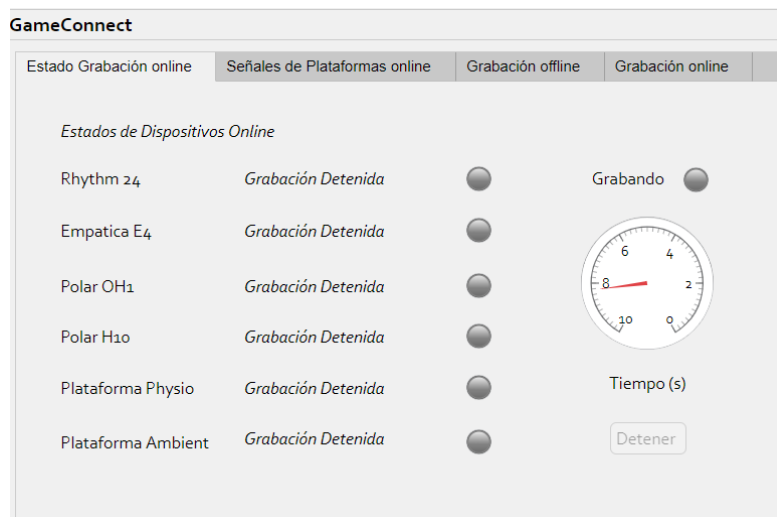 GameConnect
Estado Grabación online
Señales de Plataformas online
Grabación offline
Grabación online
Estados de Dispositivos Online
Rhythm 24 Grabación Detenida
Grabando
Empatica E4 Grabación Detenida
Polar OH1 Grabación Detenida
Polar H10 Grabación Detenida
Plataforma Physio Grabación Detenida
Plataforma Ambient Grabación Detenida
6 4
8 2
10 0
Tiempo (s)
Detener